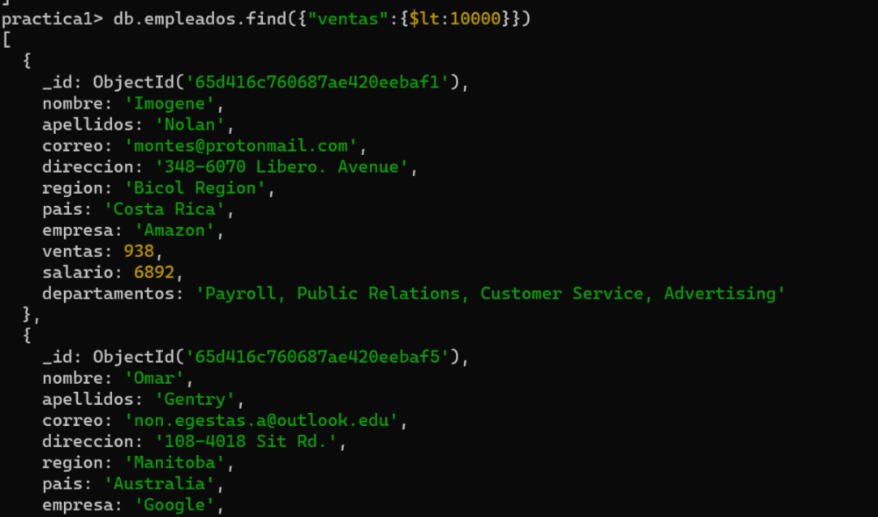 ]
practica1> db.empleados.find({"ventas":{$lt:10000}})
[
  {
    _id: ObjectId('65d416c760687ae420eebaf1'),
    nombre: 'Imogene',
    apellidos: 'Nolan',
    correo: 'montes@protonmail.com',
    direccion: '348-6070 Libero. Avenue',
    region: 'Bicol Region',
    pais: 'Costa Rica',
    empresa: 'Amazon',
    ventas: 938,
    salario: 6892,
    departamentos: 'Payroll, Public Relations, Customer Service, Advertising'
  },
  {
    _id: ObjectId('65d416c760687ae420eebaf5'),
    nombre: 'Omar',
    apellidos: 'Gentry',
    correo: 'non.egestas.a@outlook.edu',
    direccion: '108-4018 Sit Rd.',
    region: 'Manitoba',
    pais: 'Australia',
    empresa: 'Google',